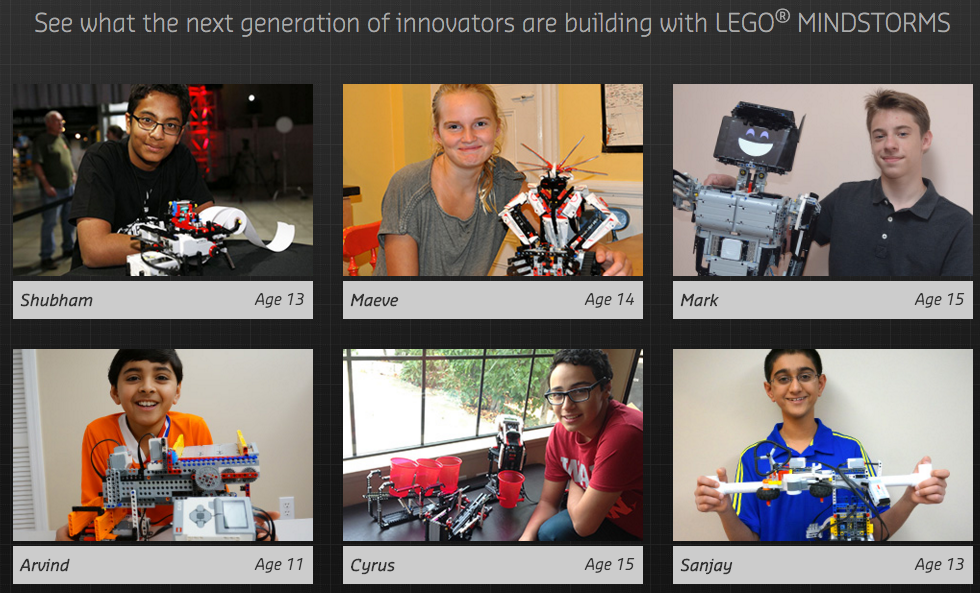 See what the next generation of innovators are building with LEGO® MINDSTORMS
Shubham Age 13
Maeve Age 14
Mark Age 15
Arvind Age 11
Cyrus Age 15
Sanjay Age 13